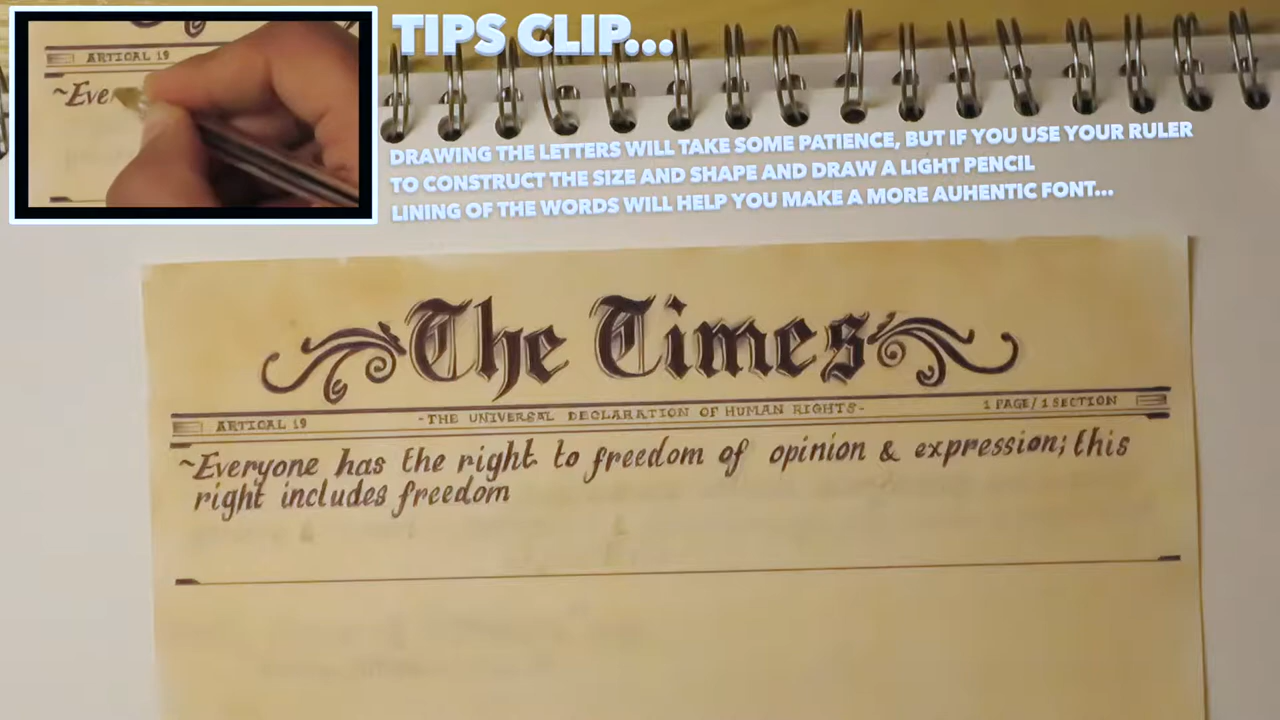 ARTICAL 19
~Eve
TIPS CLIP...
DRAWING THE LETTERS WILL TAKE SOME PATIENCE, BUT IF YOU USE YOUR RULER
TO CONSTRUCT THE SIZE AND SHAPE AND DRAW A LIGHT PENCIL
LINING OF THE WORDS WILL HELP YOU MAKE A MORE AUHENTIC FONT...
The Times
ARTICAL 19 -THE UNIVERSAL DECLARATION OF HUMAN RIGHTS- 1 PAGE/1 SECTION
~Everyone has the right to freedom of opinion & expression; this
right includes freedom